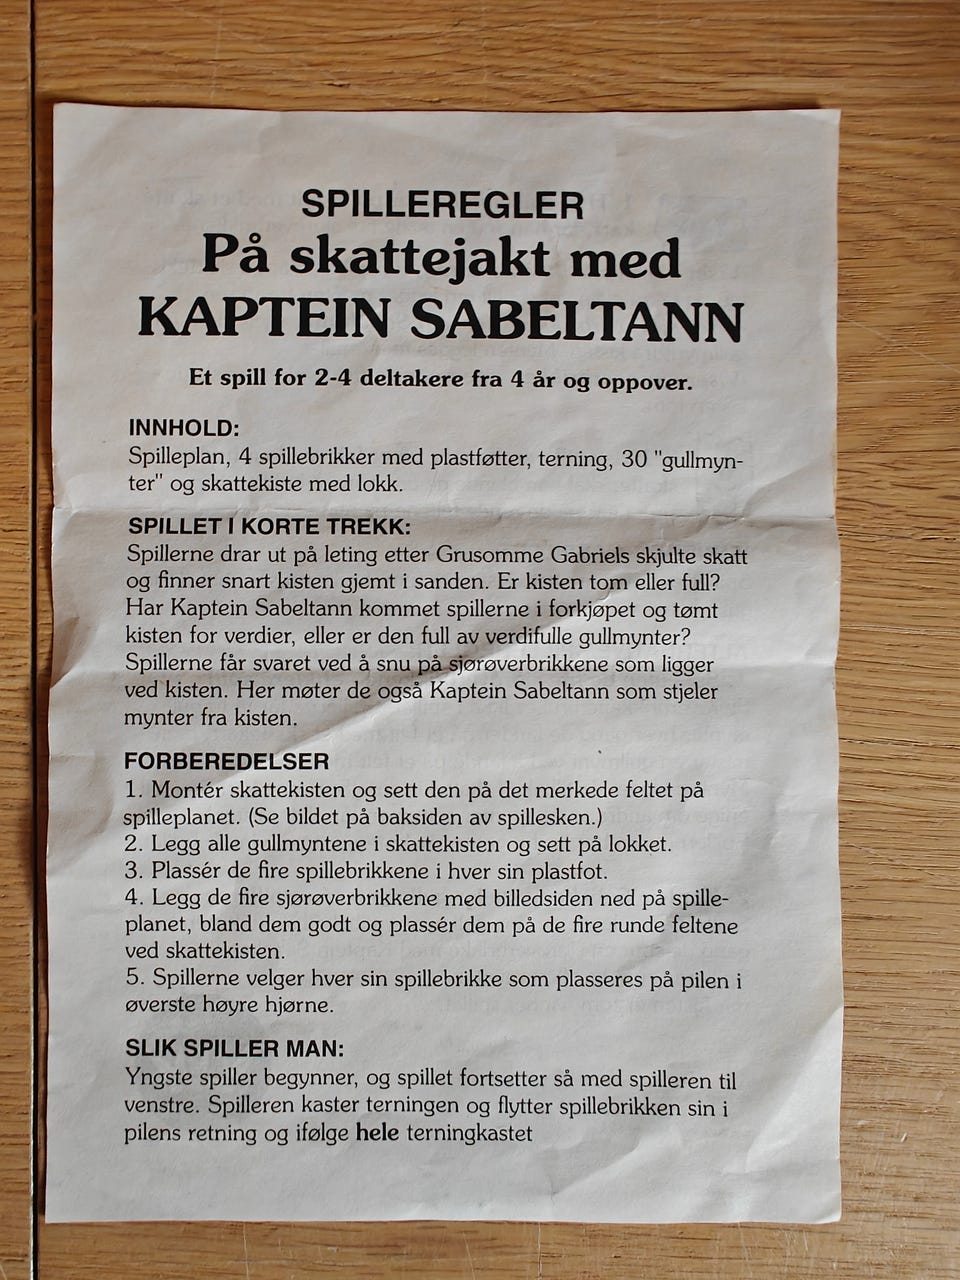 SPILLEREGLER
På skattejakt med
KAPTEIN SABELTANN
Et spill for 2-4 deltakere fra 4 år og oppover.
INNHOLD:
Spilleplan, 4 spillebrikker med plastføtter, terning, 30 "gullmyn-
ter" og skattekiste med lokk.
SPILLET I KORTE TREKK:
Spillerne drar ut på leting etter Grusomme Gabriels skjulte skatt
og finner snart kisten gjemt i sanden. Er kisten tom eller full?
Har Kaptein Sabeltann kommet spillerne i forkjøpet og tømt
kisten for verdier, eller er den full av verdifulle gullmynter?
Spillerne får svaret ved å snu på sjørøverbrikkene som ligger
ved kisten. Her møter de også Kaptein Sabeltann som stjeler
mynter fra kisten.
FORBEREDELSER
1. Montér skattekisten og sett den på det merkede feltet på
spilleplanet. (Se bildet på baksiden av spillesken.)
2. Legg alle gullmyntene i skattekisten og sett på lokket.
3. Plassér de fire spillebrikkene i hver sin plastfot.
4. Legg de fire sjørøverbrikkene med billedsiden ned på spille-
planet, bland dem godt og plassér dem på de fire runde feltene
ved skattekisten.
5. Spillerne velger hver sin spillebrikke som plasseres på pilen i
øverste høyre hjørne.
SLIK SPILLER MAN:
Yngste spiller begynner, og spillet fortsetter så med spilleren til
venstre. Spilleren kaster terningen og flytter spillebrikken sin i
pilens retning og ifølge hele terningkastet